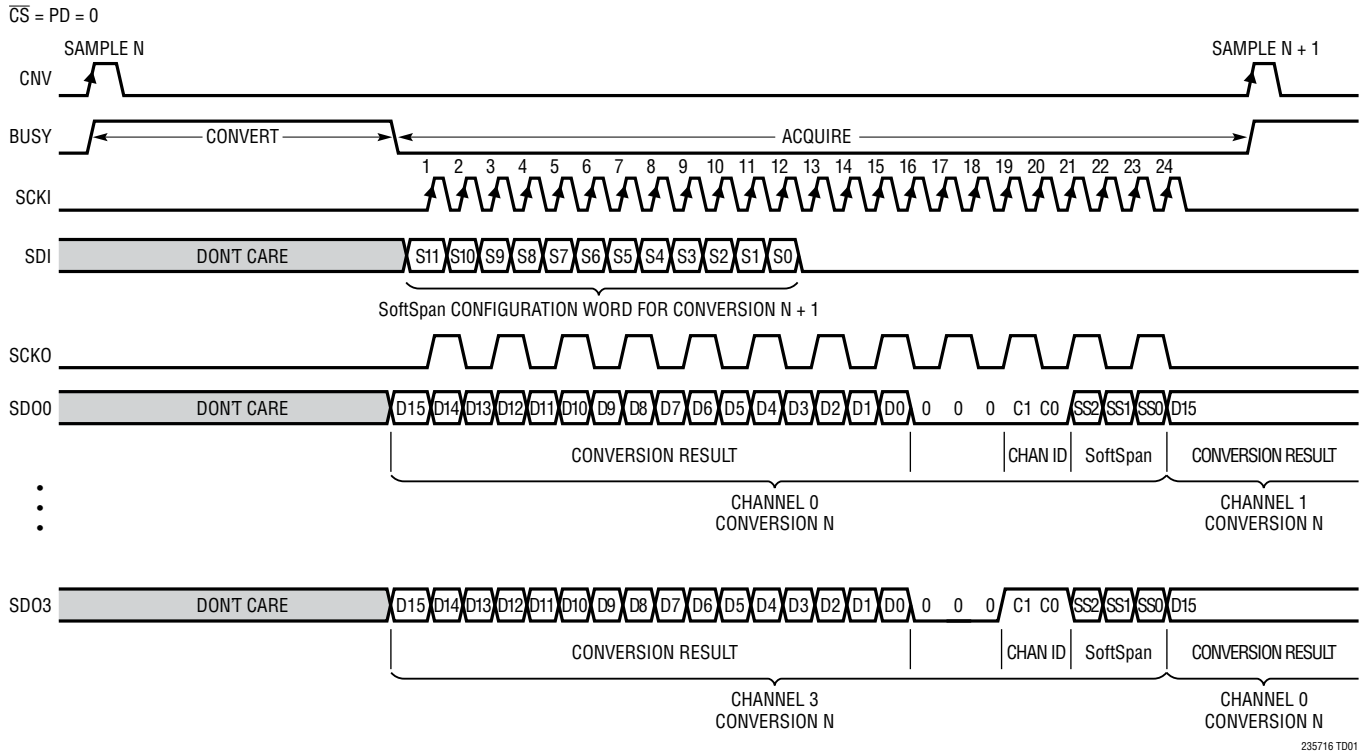 CS = PD = 0
SAMPLE N SAMPLE N + 1
CNV
BUSY CONVERT ACQUIRE
1 2 3 4 5 6 7 8 9 10 11 12 13 14 15 16 17 18 19 20 21 22 23 24
SCKI
SDI DON'T CARE S11 S10 S9 S8 S7 S6 S5 S4 S3 S2 S1 S0
SoftSpan CONFIGURATION WORD FOR CONVERSION N + 1
SCKO
SDO0 DON'T CARE D15 D14 D13 D12 D11 D10 D9 D8 D7 D6 D5 D4 D3 D2 D1 D0 0 0 0 C1 C0 SS2 SS1 SS0 D15
CONVERSION RESULT CHAN ID SoftSpan CONVERSION RESULT
CHANNEL 0 CHANNEL 1
CONVERSION N CONVERSION N
SDO3 DON'T CARE D15 D14 D13 D12 D11 D10 D9 D8 D7 D6 D5 D4 D3 D2 D1 D0 0 0 0 C1 C0 SS2 SS1 SS0 D15
CONVERSION RESULT CHAN ID SoftSpan CONVERSION RESULT
CHANNEL 3 CHANNEL 0
CONVERSION N CONVERSION N
235716 TD01